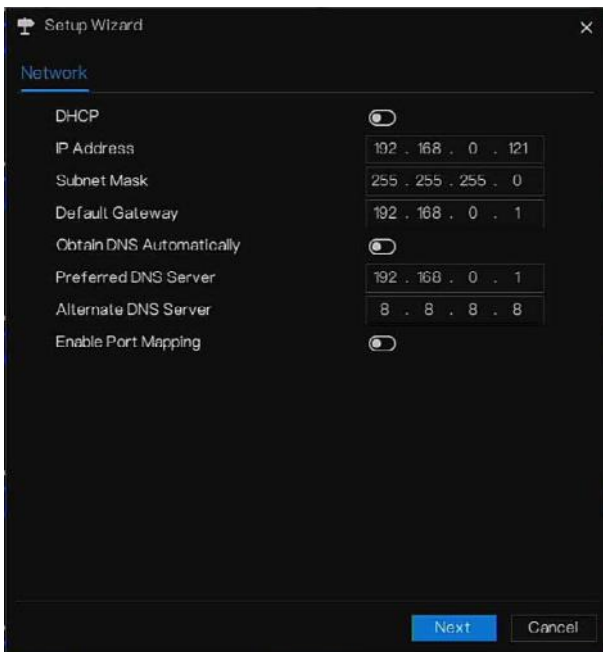 Setup Wizard
Network
DHCP
IP Address 192 . 168 . 0 . 121
Subnet Mask 255 . 255 . 255 . 0
Default Gateway 192 . 168 . 0 . 1
Obtain DNS Automatically
Preferred DNS Server 192 . 168 . 0 . 1
Alternate DNS Server 8 . 8 . 8 . 8
Enable Port Mapping
Next Cancel